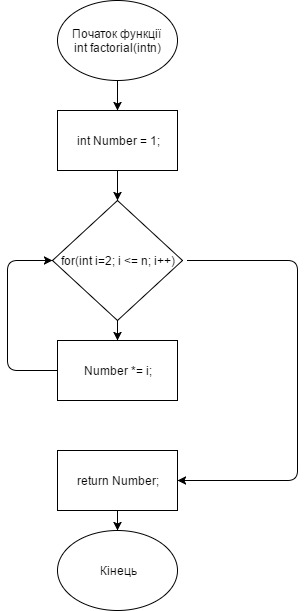 Початок функції
int factorial(intn)
int Number = 1;
for(int i=2; i <= n; i++)
Number *= i;
return Number;
Кінець